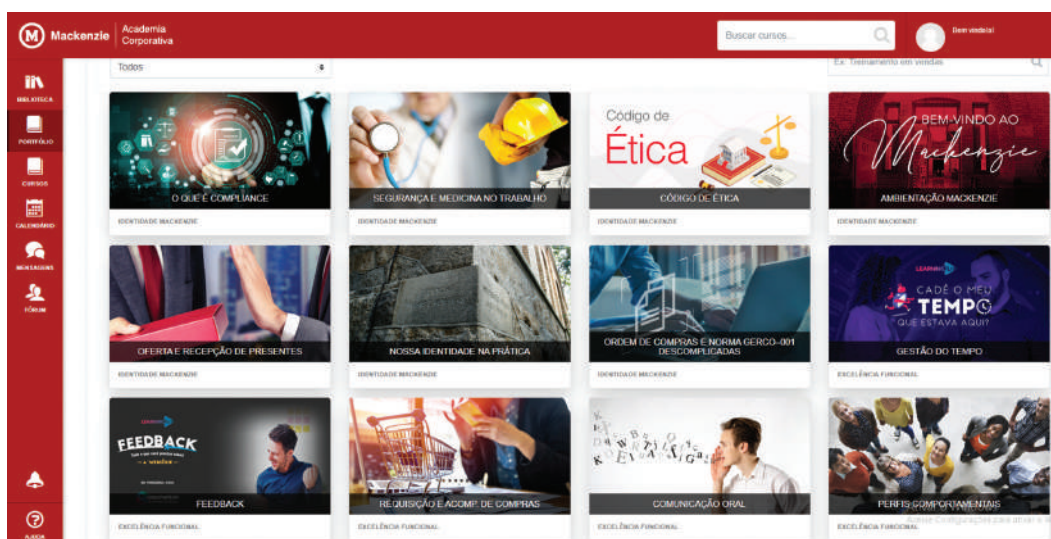 Mackenzie
Academia
Corporativa
Buscar cursos...
Bem vindo(a)!
BIBLIOTECA
PORTFÓLIO
CURSOS
CALENDÁRIO
MENSAGENS
FÓRUM
AJUDA
Todos
Ex: Treinamento em vendas
O QUE É COMPLIANCE
IDENTIDADE MACKENZIE
SEGURANÇA E MEDICINA NO TRABALHO
IDENTIDADE MACKENZIE
Código de
Ética
CÓDIGO DE ÉTICA
IDENTIDADE MACKENZIE
BEM-VINDO AO
Mackenzie
AMBIENTAÇÃO MACKENZIE
IDENTIDADE MACKENZIE
OFERTA E RECEPÇÃO DE PRESENTES
IDENTIDADE MACKENZIE
NOSSA IDENTIDADE NA PRÁTICA
IDENTIDADE MACKENZIE
ORDEM DE COMPRAS E NORMA GERCO-001
DESCOMPLICADAS
IDENTIDADE MACKENZIE
CADÊ O MEU
TEMPO
QUE ESTAVA AQUI?
GESTÃO DO TEMPO
EXCELÊNCIA FUNCIONAL
FEEDBACK
FEEDBACK
EXCELÊNCIA FUNCIONAL
REQUISIÇÃO E ACOMP. DE COMPRAS
EXCELÊNCIA FUNCIONAL
COMUNICAÇÃO ORAL
EXCELÊNCIA FUNCIONAL
PERFIS COMPORTAMENTAIS
EXCELÊNCIA FUNCIONAL